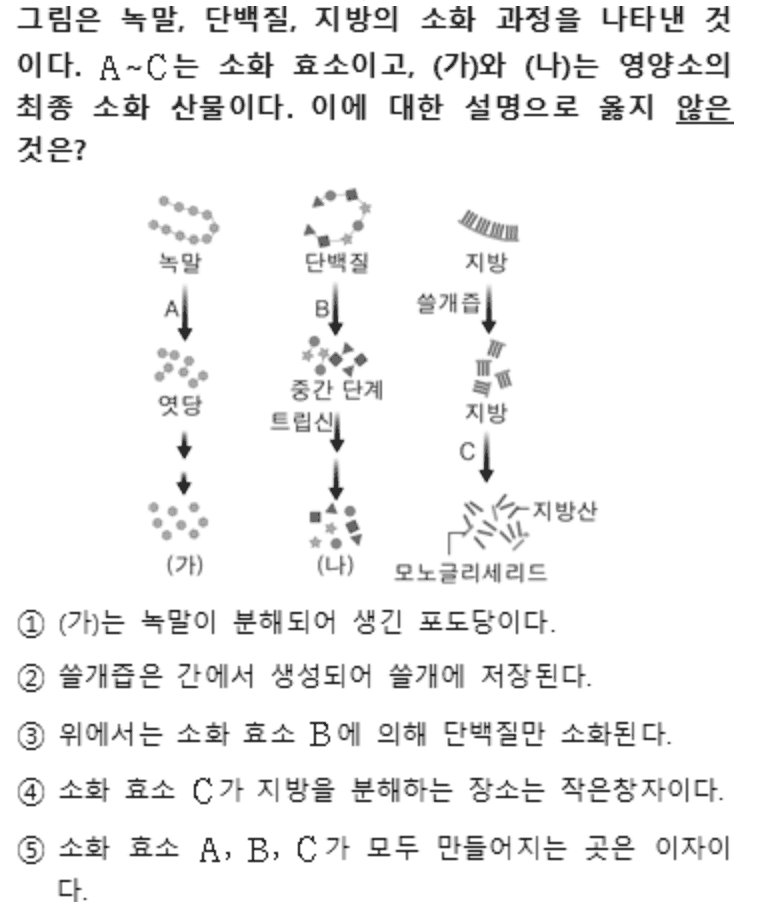 그림은 녹말, 단백질, 지방의 소화 과정을 나타낸 것
이다. A~C는 소화 효소이고, (가)와 (나)는 영양소의
최종 소화 산물이다. 이에 대한 설명으로 옳지 않은
것은?
녹말 단백질 지방
A B 쓸개즙
엿당 중간 단계 지방
트립신 C
(가) (나) 지방산
모노글리세리드
① (가)는 녹말이 분해되어 생긴 포도당이다.
② 쓸개즙은 간에서 생성되어 쓸개에 저장된다.
③ 위에서는 소화 효소 B에 의해 단백질만 소화된다.
④ 소화 효소 C가 지방을 분해하는 장소는 작은창자이다.
⑤ 소화 효소 A, B, C가 모두 만들어지는 곳은 이자이
다.